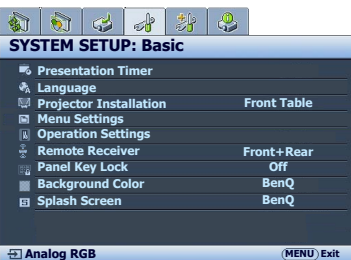 SYSTEM SETUP: Basic
Presentation Timer
Language
Projector Installation Front Table
Menu Settings
Operation Settings
Remote Receiver Front+Rear
Panel Key Lock Off
Background Color BenQ
Splash Screen BenQ
Analog RGB MENU Exit